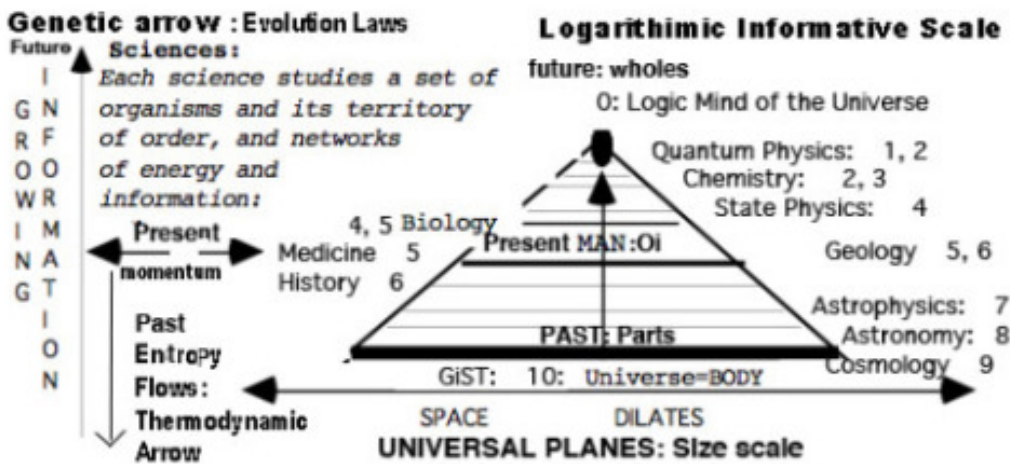 Genetic arrow : Evolution Laws
Future
Sciences:
Each science studies a set of
organisms and its territory
of order, and networks
of energy and
information:
GROWING
INFORMATION
Present
momentum
Past
Entropy
Flows:
Thermodynamic
Arrow
Logarithimic Informative Scale
future: wholes
0: Logic Mind of the Universe
Quantum Physics: 1, 2
Chemistry: 2, 3
State Physics: 4
4, 5 Biology
Present MAN:Oi
Medicine 5
Geology 5, 6
History 6
Astrophysics: 7
PAST: Parts
Astronomy: 8
Cosmology 9
GiST: 10: Universe=BODY
SPACE DILATES
UNIVERSAL PLANES: SIze scale